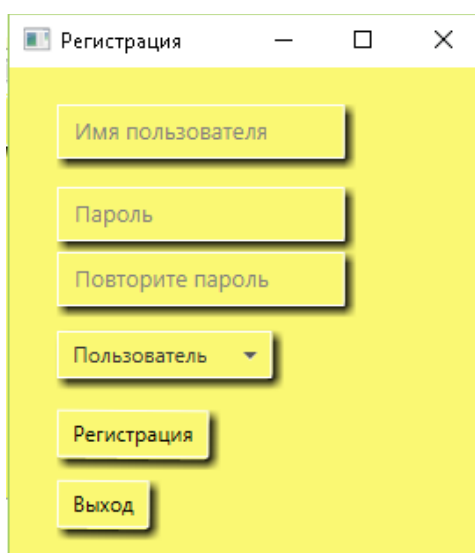 Регистрация
Имя пользователя
Пароль
Повторите пароль
Пользователь
Регистрация
Выход